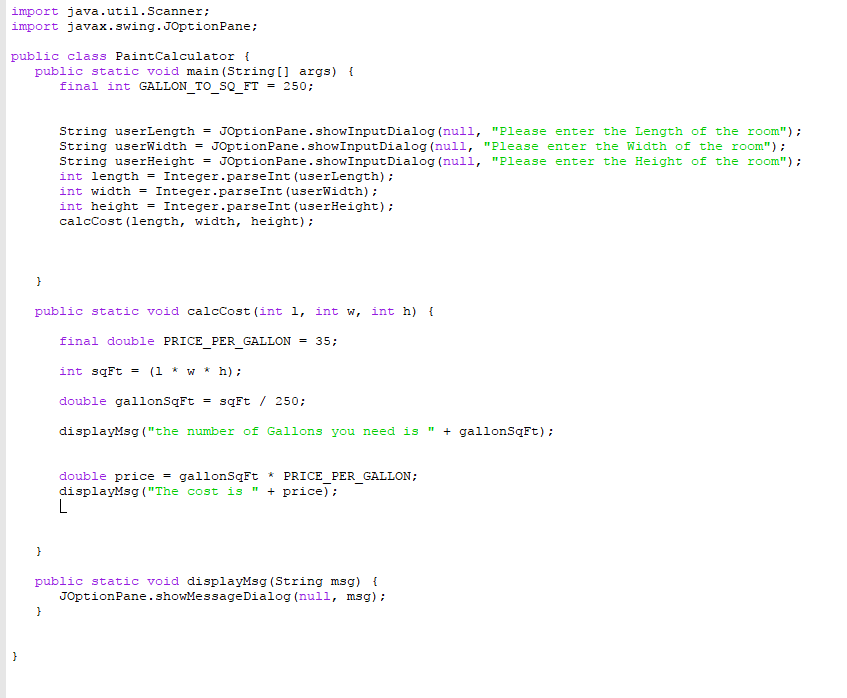 import java.util.Scanner;
import javax.swing.JOptionPane;
public class PaintCalculator {
public static void main(String[] args) {
final int GALLON_TO_SQ_FT = 250;
String userLength = JOptionPane.showInputDialog(null, "Please enter the Length of the room");
String userWidth = JOptionPane.showInputDialog(null, "Please enter the Width of the room");
String userHeight = JOptionPane.showInputDialog(null, "Please enter the Height of the room");
int length = Integer.parseInt(userLength);
int width = Integer.parseInt(userWidth);
int height = Integer.parseInt(userHeight);
calcCost(length, width, height);
}
public static void calcCost(int l, int w, int h) {
final double PRICE_PER_GALLON = 35;
int sqFt = (l * w * h);
double gallonSqFt = sqFt / 250;
displayMsg("the number of Gallons you need is " + gallonSqFt);
double price = gallonSqFt * PRICE_PER_GALLON;
displayMsg("The cost is " + price);
}
public static void displayMsg(String msg) {
JOptionPane.showMessageDialog(null, msg);
}
}